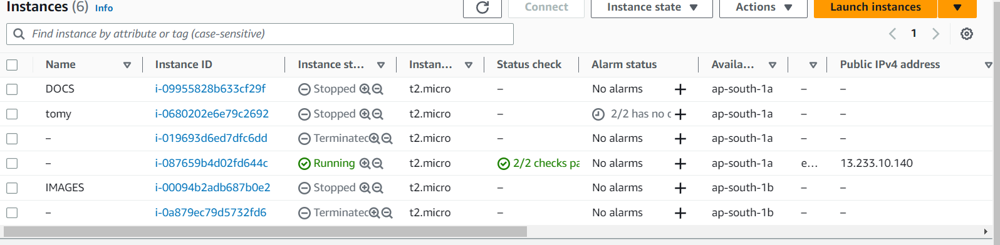 Instances (6) Info Connect Instance state Actions Launch instances
Find instance by attribute or tag (case-sensitive) 1
Name Instance ID Instance st... Instan... Status check Alarm status Availa... Public IPv4 address
DOCS i-09955828b633cf29f Stopped t2.micro – No alarms + ap-south-1a – –
tomy i-0680202e6e79c2692 Stopped t2.micro – 2/2 has no c + ap-south-1a – –
– i-019693d6ed7dfc6dd Terminated t2.micro – No alarms + ap-south-1a – –
– i-087659b4d02fd644c Running t2.micro 2/2 checks pa No alarms + ap-south-1a e... 13.233.10.140
IMAGES i-00094b2adb687b0e2 Stopped t2.micro – No alarms + ap-south-1b – –
– i-0a879ec79d5732fd6 Terminated t2.micro – No alarms + ap-south-1b – –